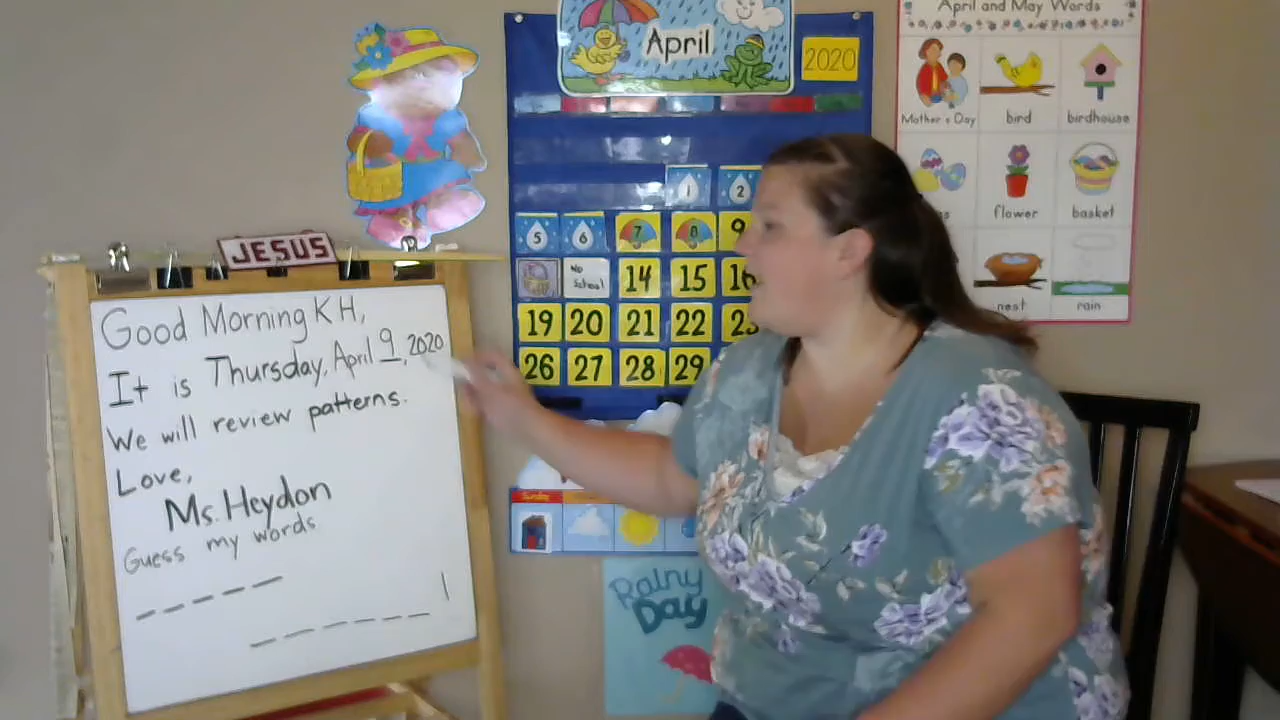 April
2020
April and May Words
Mother's Day
bird
birdhouse
flower
basket
nest
rain
1
2
5
6
7
8
9
No School
14
15
16
19
20
21
22
23
26
27
28
29
JESUS
Good Morning KH,
It is Thursday, April 9, 2020
We will review patterns.
Love,
Ms. Heydon
Guess my words
_ _ _ _ _ _
_ _ _ _ _ _ !
Sunday
Rainy
Day